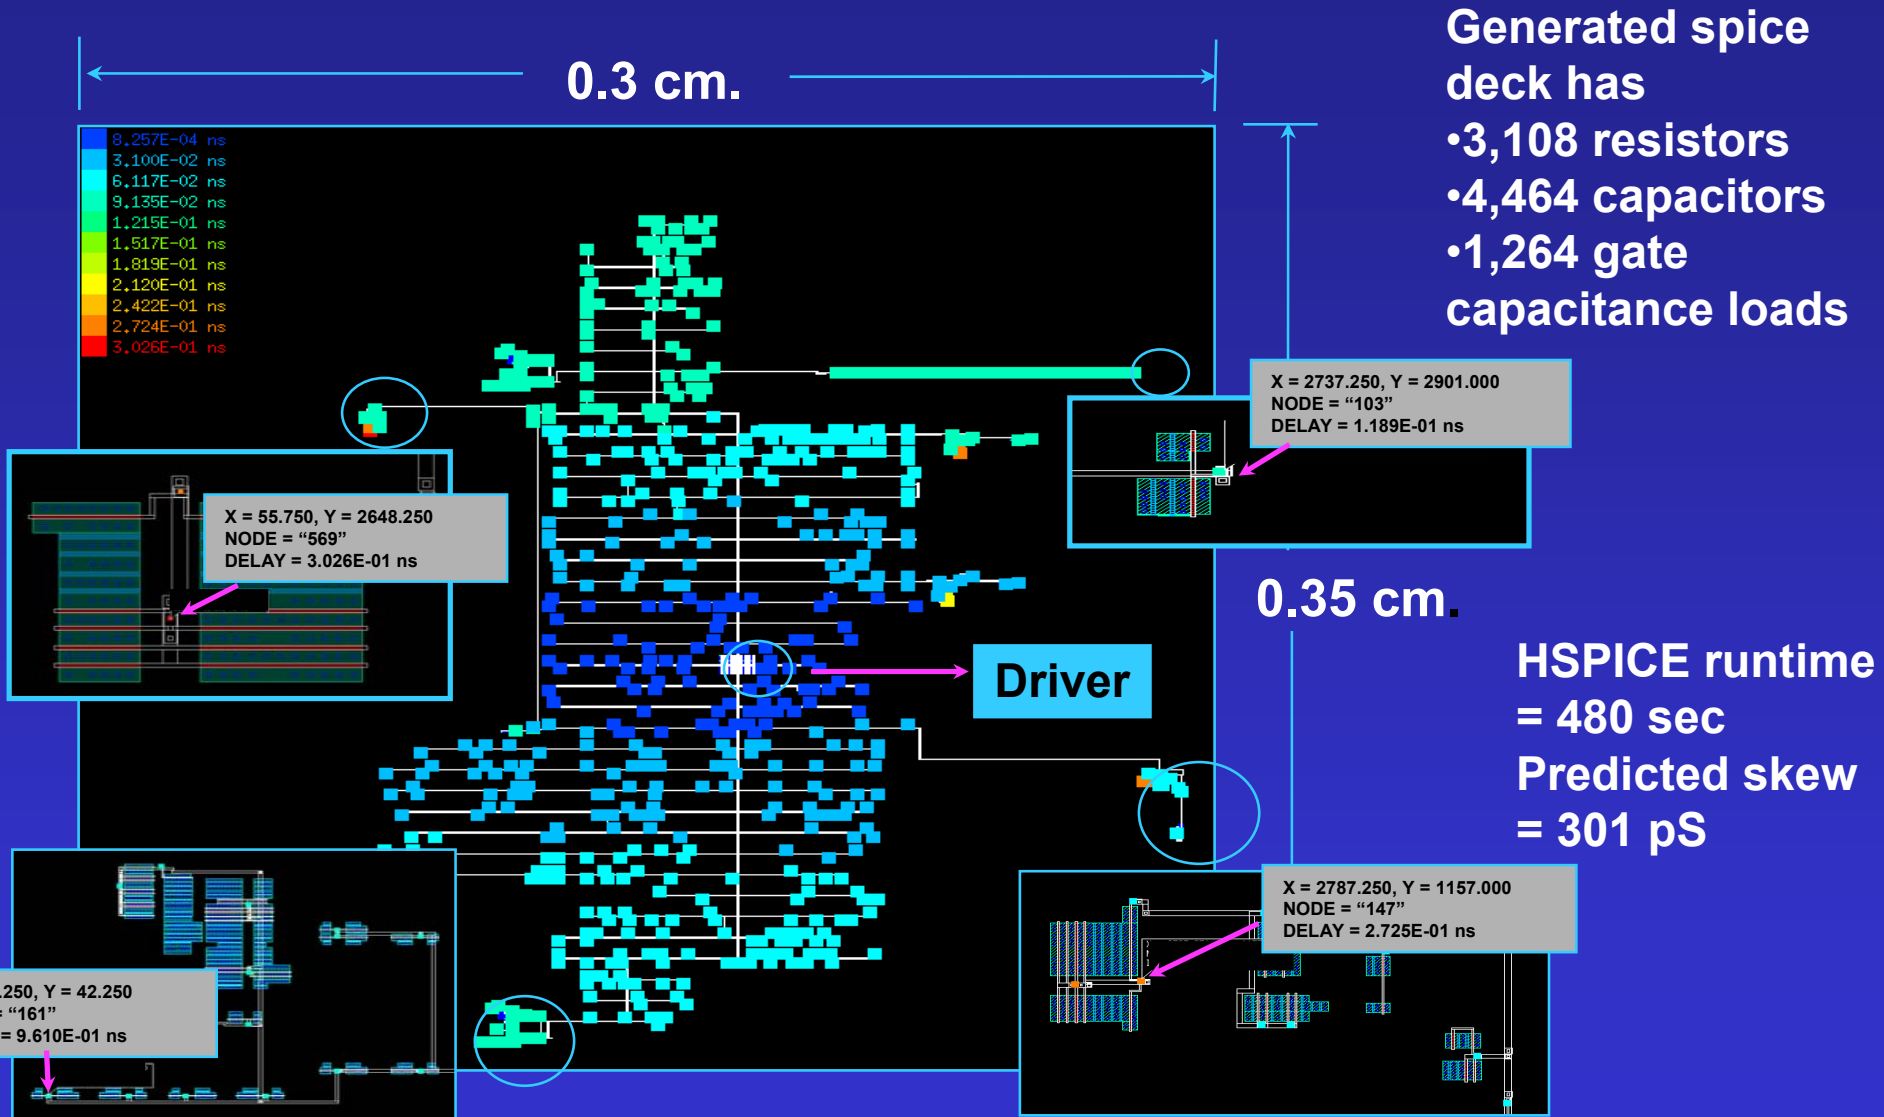 Generated spice
deck has
•3,108 resistors
•4,464 capacitors
•1,264 gate
capacitance loads
0.3 cm.
8.257E-04 ns
3.100E-02 ns
6.117E-02 ns
9.135E-02 ns
1.215E-01 ns
1.517E-01 ns
1.819E-01 ns
2.120E-01 ns
2.422E-01 ns
2.724E-01 ns
3.026E-01 ns
X = 2737.250, Y = 2901.000
NODE = “103”
DELAY = 1.189E-01 ns
X = 55.750, Y = 2648.250
NODE = “569”
DELAY = 3.026E-01 ns
0.35 cm.
Driver
HSPICE runtime
= 480 sec
Predicted skew
= 301 pS
X = 2787.250, Y = 1157.000
NODE = “147”
DELAY = 2.725E-01 ns
.250, Y = 42.250
= “161”
= 9.610E-01 ns